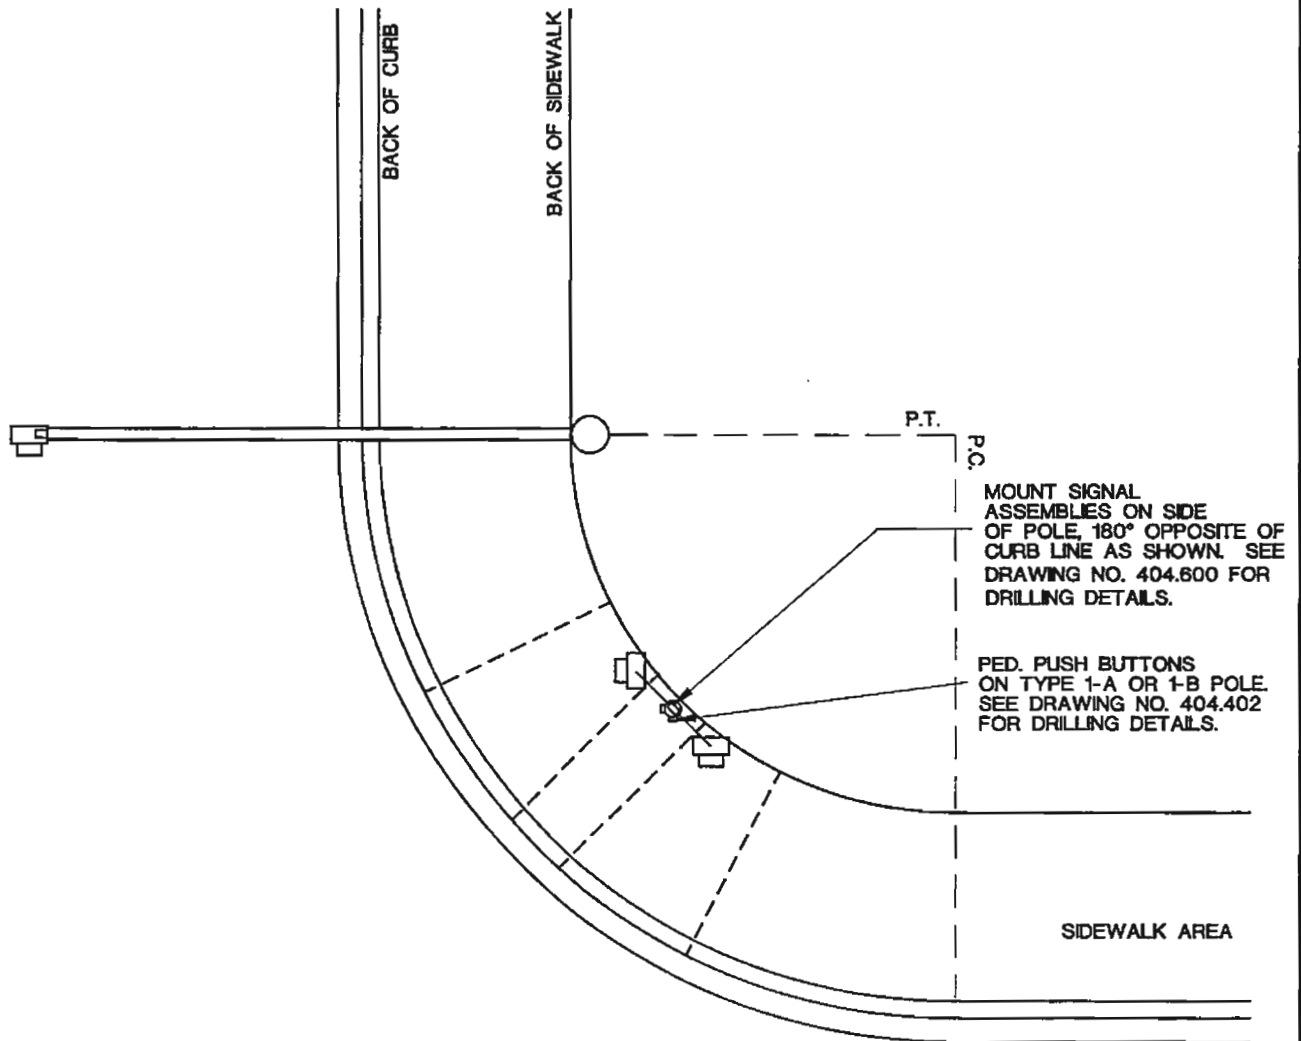 BACK OF CURB
BACK OF SIDEWALK
P.T.
P.C.
MOUNT SIGNAL
ASSEMBLIES ON SIDE
OF POLE, 180° OPPOSITE OF
CURB LINE AS SHOWN. SEE
DRAWING NO. 404.600 FOR
DRILLING DETAILS.
PED. PUSH BUTTONS
ON TYPE 1-A OR 1-B POLE.
SEE DRAWING NO. 404.402
FOR DRILLING DETAILS.
SIDEWALK AREA